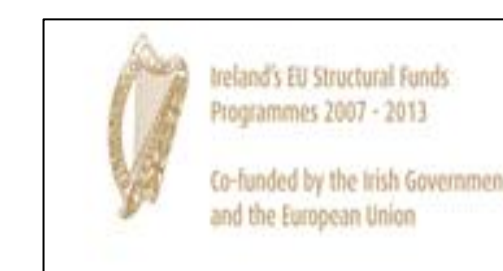 Ireland's EU Structural Funds
Programmes 2007 - 2013
Co-funded by the Irish Governmen
and the European Union